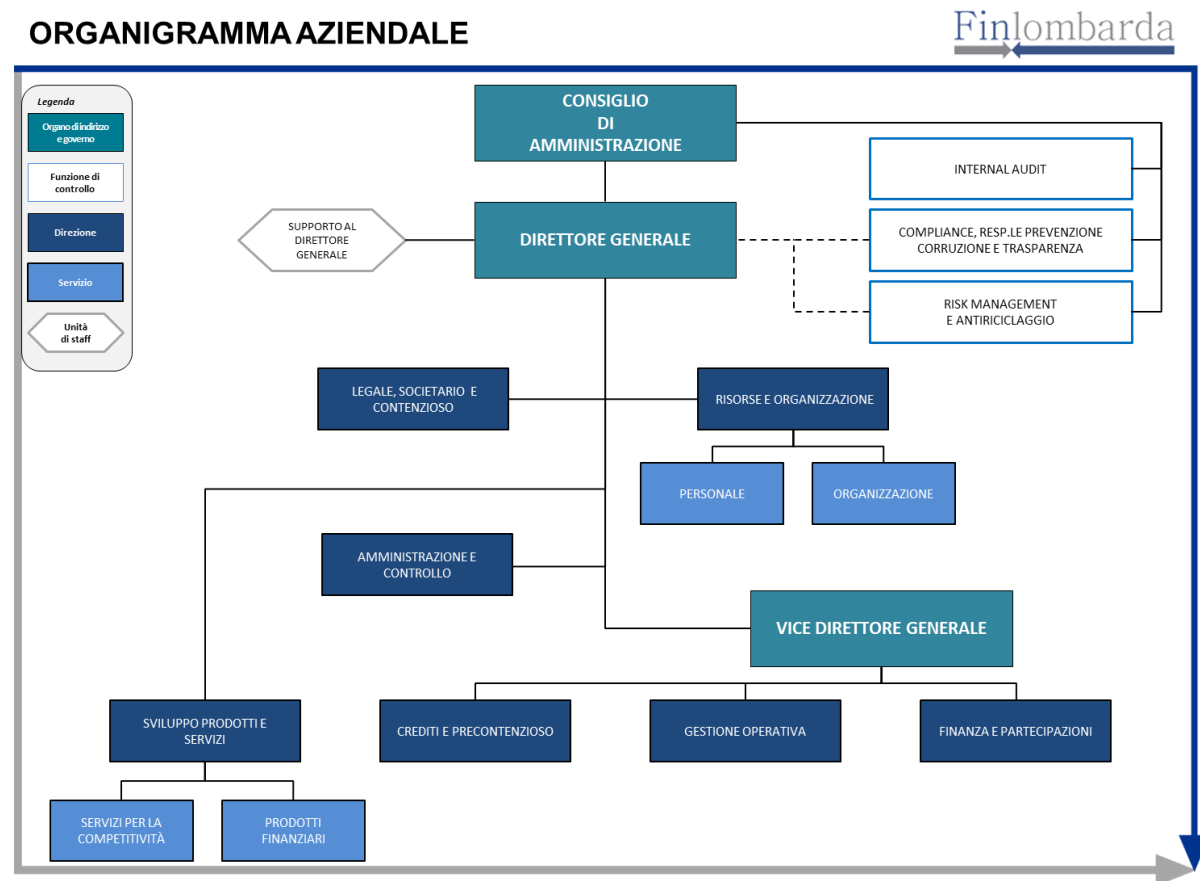 ORGANIGRAMMA AZIENDALE
Finlombarda
Legenda
Organo di indirizzo
e governo
Funzione di
controllo
Direzione
Servizio
Unità
di staff
CONSIGLIO
DI
AMMINISTRAZIONE
INTERNAL AUDIT
SUPPORTO AL
DIRETTORE
GENERALE
DIRETTORE GENERALE
COMPLIANCE, RESP.LE PREVENZIONE
CORRUZIONE E TRASPARENZA
RISK MANAGEMENT
E ANTIRICICLAGGIO
LEGALE, SOCIETARIO E
CONTENZIOSO
RISORSE E ORGANIZZAZIONE
PERSONALE
ORGANIZZAZIONE
AMMINISTRAZIONE E
CONTROLLO
VICE DIRETTORE GENERALE
SVILUPPO PRODOTTI E
SERVIZI
CREDITI E PRECONTENZIOSO
GESTIONE OPERATIVA
FINANZA E PARTECIPAZIONI
SERVIZI PER LA
COMPETITIVITÀ
PRODOTTI
FINANZIARI